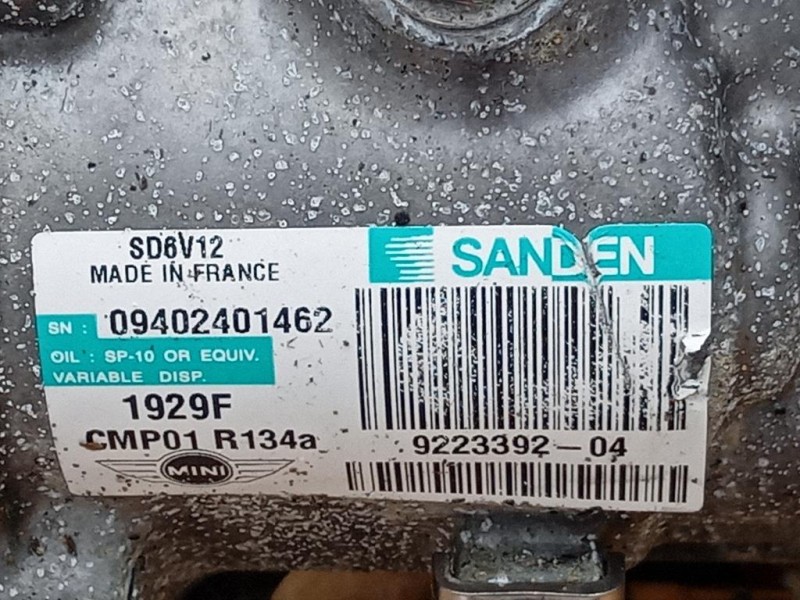 SD6V12
MADE IN FRANCE
SANDEN
SN : 09402401462
OIL : SP-10 OR EQUIV.
VARIABLE DISP.
1929F
CMP01 R134a
9223392-04
MINI